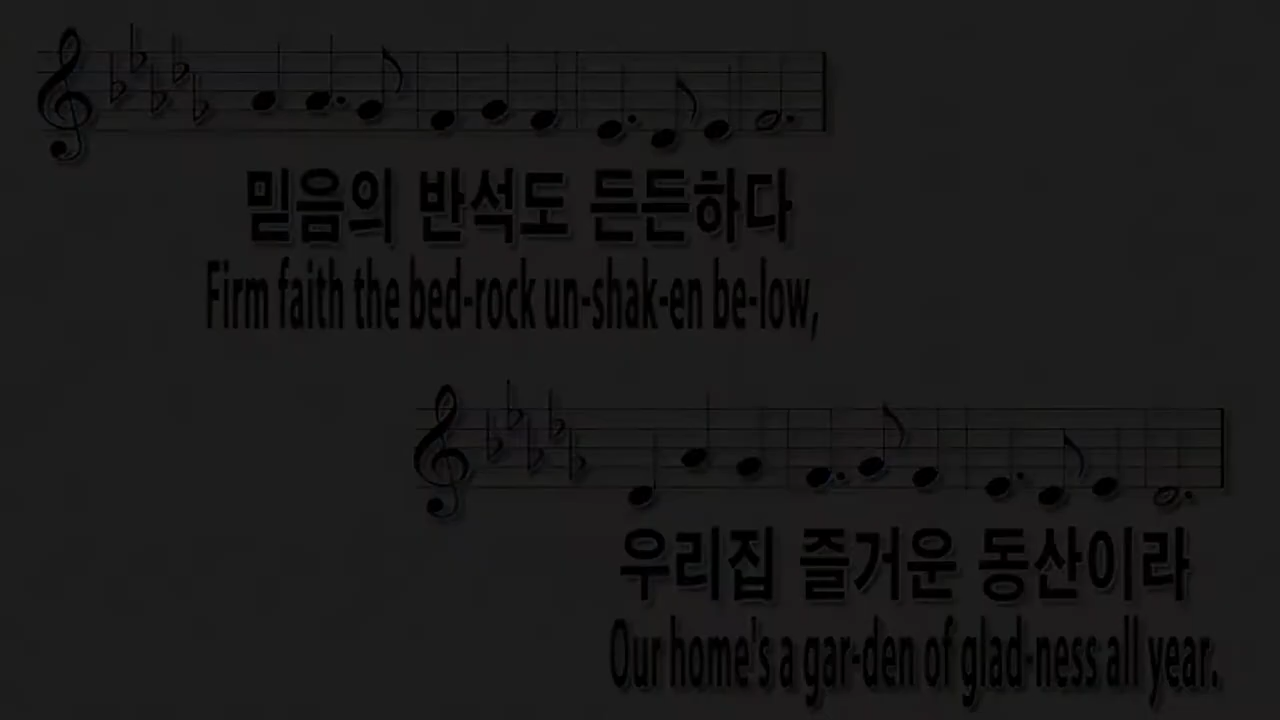 믿음의 반석도 든든하다
Firm faith the bed-rock un-shak-en be-low,
우리집 즐거운 동산이라
Our home's a gar-den of glad-ness all year.